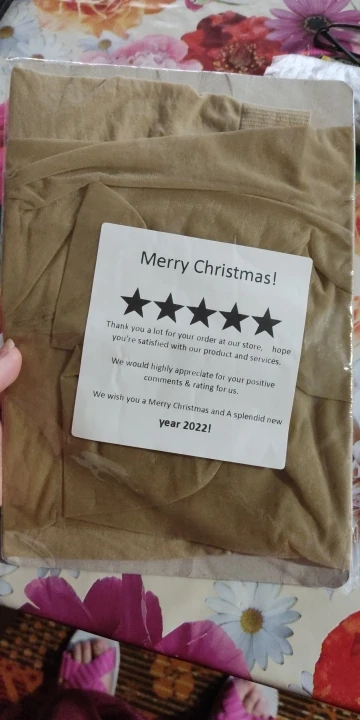 Merry Christmas!
Thank you a lot for your order at our store, hope
you're satisfied with our product and services.
We would highly appreciate for your positive
comments & rating for us.
We wish you a Merry Christmas and A splendid new
year 2022!